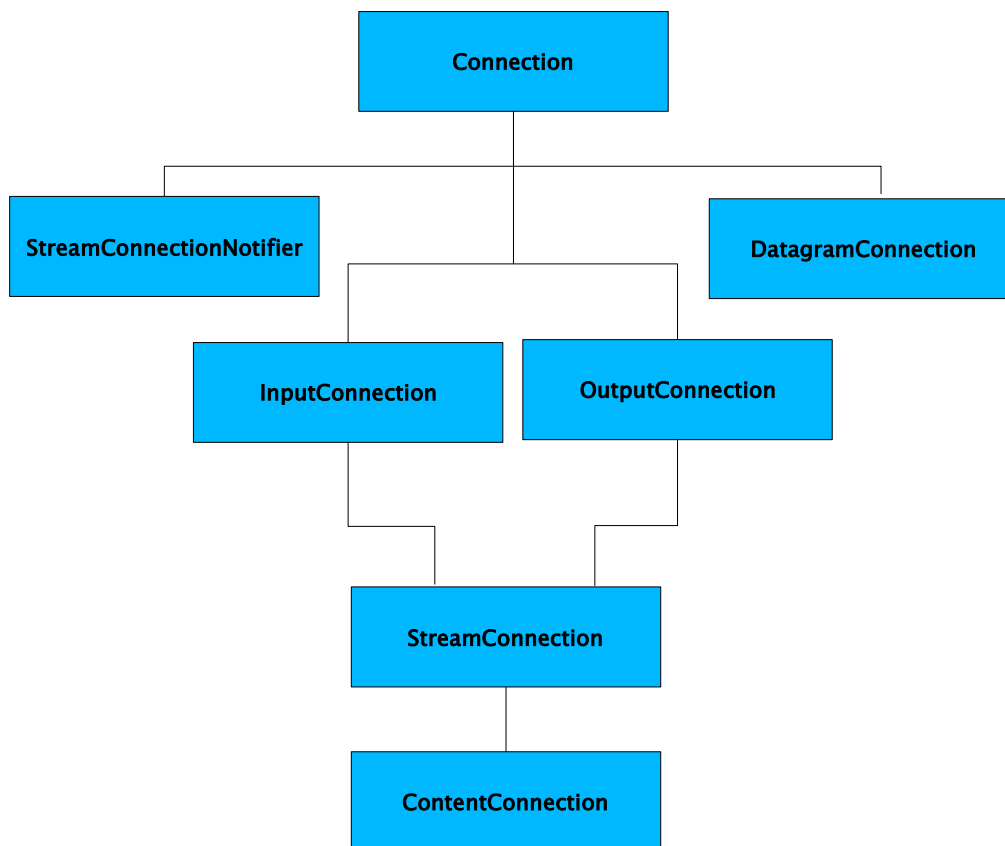 Connection
StreamConnectionNotifier
DatagramConnection
InputConnection
OutputConnection
StreamConnection
ContentConnection